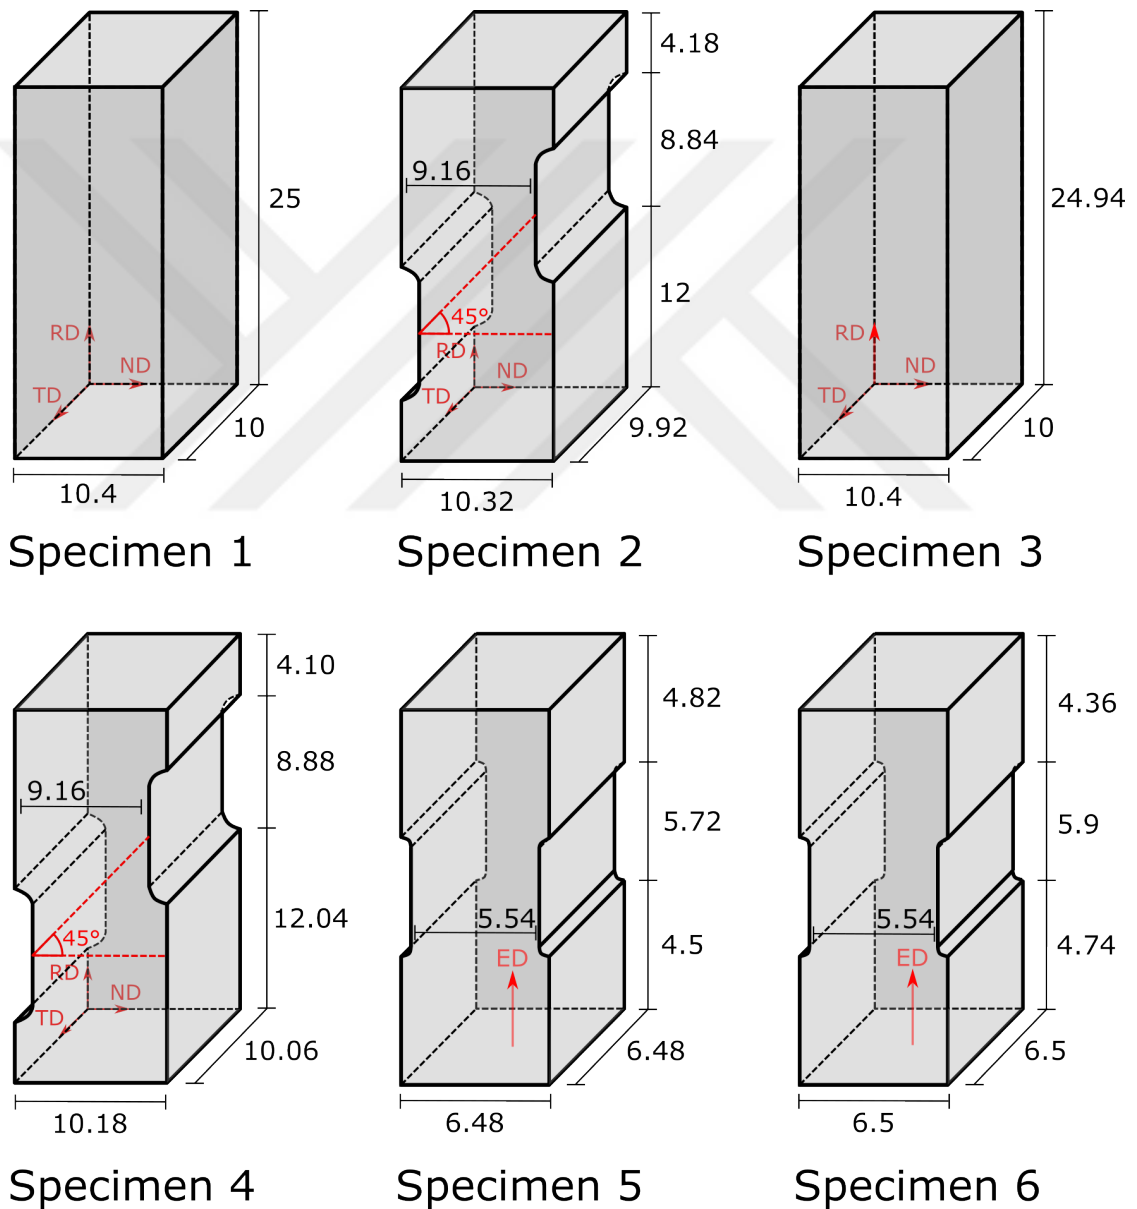 25
RD
ND
TD
10
10.4
Specimen 1
4.18
8.84
9.16
12
45°
RD
ND
TD
9.92
10.32
Specimen 2
24.94
RD
ND
TD
10
10.4
Specimen 3
4.10
8.88
9.16
12.04
45°
RD
ND
TD
10.06
10.18
Specimen 4
4.82
5.72
5.54
4.5
ED
6.48
6.48
Specimen 5
4.36
5.9
5.54
4.74
ED
6.5
6.5
Specimen 6